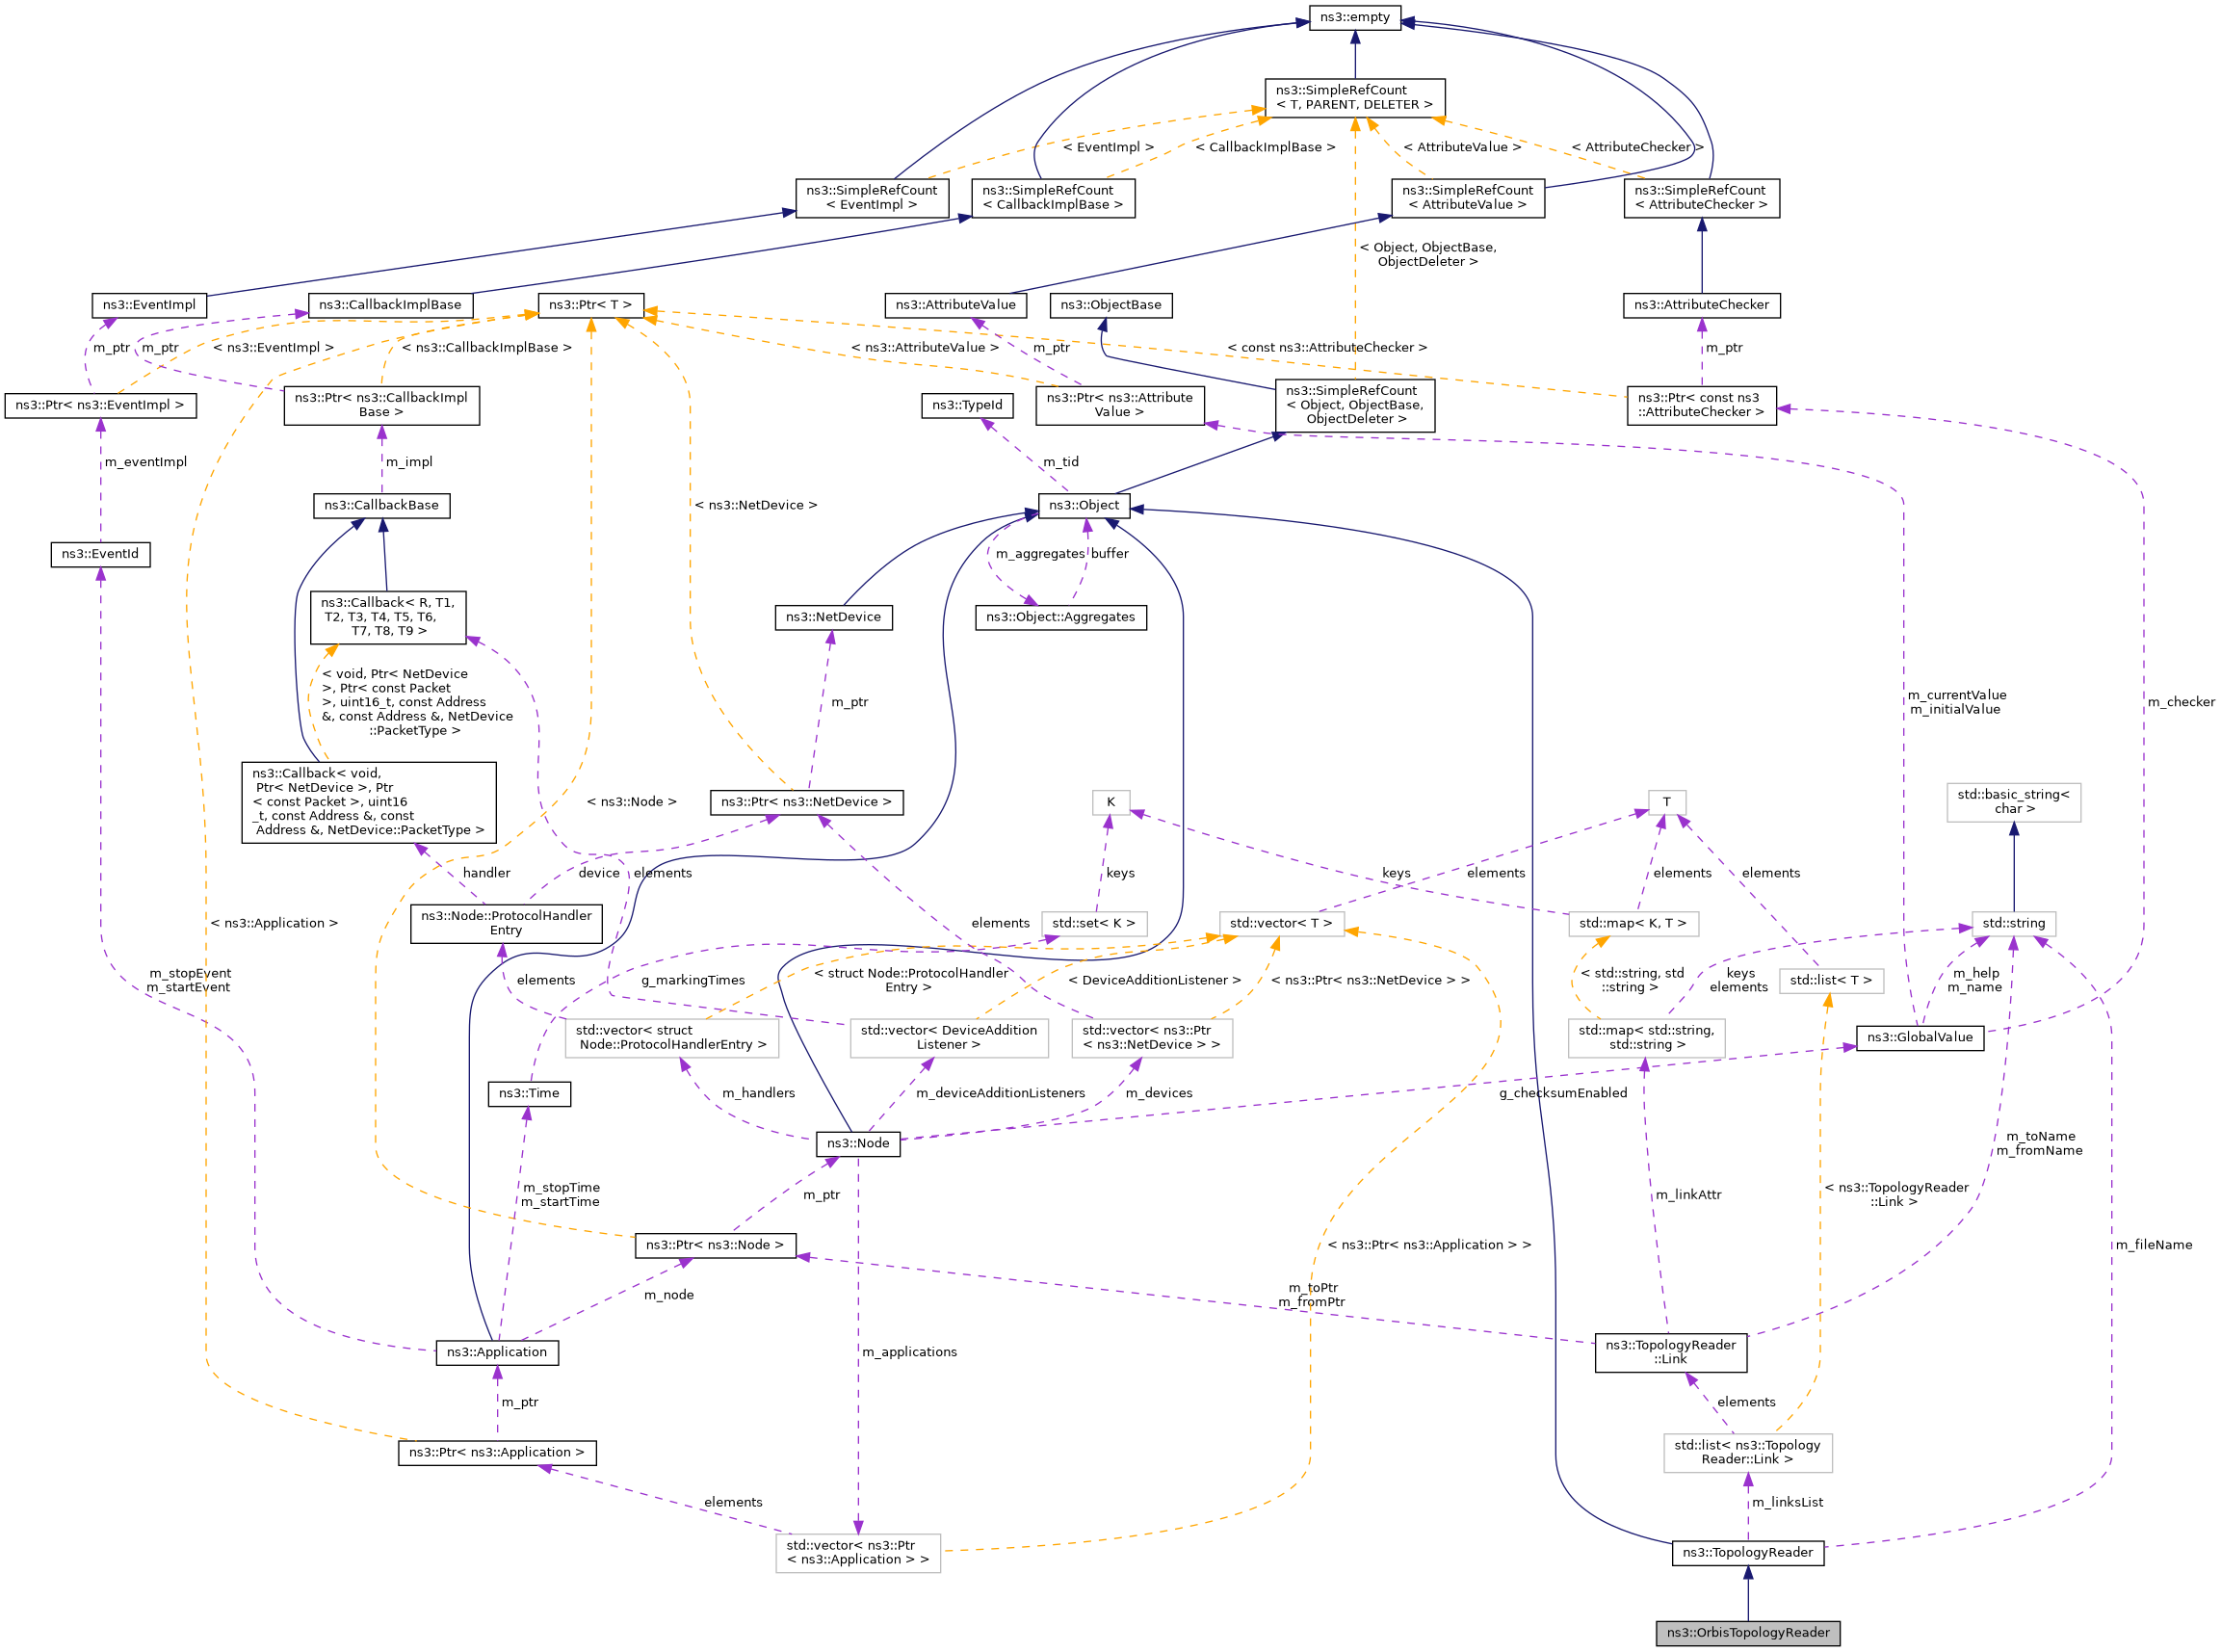 ns3::empty
ns3::SimpleRefCount
< T, PARENT, DELETER >
< EventImpl >
< CallbackImplBase >
< AttributeValue >
< AttributeChecker >
ns3::SimpleRefCount
< EventImpl >
ns3::SimpleRefCount
< CallbackImplBase >
ns3::SimpleRefCount
< AttributeValue >
ns3::SimpleRefCount
< AttributeChecker >
< Object, ObjectBase,
ObjectDeleter >
ns3::EventImpl
ns3::CallbackImplBase
ns3::Ptr< T >
ns3::AttributeValue
ns3::ObjectBase
ns3::AttributeChecker
m_ptr
m_ptr
< ns3::EventImpl >
< ns3::CallbackImplBase >
< ns3::AttributeValue >
m_ptr
< const ns3::AttributeChecker >
m_ptr
ns3::Ptr< ns3::EventImpl >
ns3::Ptr< ns3::CallbackImpl
Base >
ns3::TypeId
ns3::Ptr< ns3::Attribute
Value >
ns3::SimpleRefCount
< Object, ObjectBase,
ObjectDeleter >
ns3::Ptr< const ns3
::AttributeChecker >
m_eventImpl
m_impl
m_tid
ns3::CallbackBase
< ns3::NetDevice >
ns3::Object
ns3::EventId
m_aggregates
buffer
ns3::Callback< R, T1,
T2, T3, T4, T5, T6,
T7, T8, T9 >
ns3::NetDevice
ns3::Object::Aggregates
< void, Ptr< NetDevice
>, Ptr< const Packet
>, uint16_t, const Address
&, const Address &, NetDevice
::PacketType >
m_ptr
m_currentValue
m_initialValue
m_checker
ns3::Callback< void,
Ptr< NetDevice >, Ptr
< const Packet >, uint16
_t, const Address &, const
Address &, NetDevice::PacketType >
< ns3::Node >
ns3::Ptr< ns3::NetDevice >
K
T
std::basic_string<
char >
handler
device
elements
keys
keys
elements
elements
elements
ns3::Node::ProtocolHandler
Entry
< ns3::Application >
elements
std::set< K >
std::vector< T >
std::map< K, T >
std::string
m_stopEvent
m_startEvent
elements
g_markingTimes
< struct Node::ProtocolHandler
Entry >
< DeviceAdditionListener >
< ns3::Ptr< ns3::NetDevice > >
< std::string, std
::string >
keys
elements
std::list< T >
m_help
m_name
std::vector< struct
Node::ProtocolHandlerEntry >
std::vector< DeviceAddition
Listener >
std::vector< ns3::Ptr
< ns3::NetDevice > >
std::map< std::string,
std::string >
ns3::GlobalValue
ns3::Time
m_handlers
m_deviceAdditionListeners
m_devices
g_checksumEnabled
ns3::Node
m_toName
m_fromName
m_stopTime
m_startTime
m_ptr
m_linkAttr
< ns3::TopologyReader
::Link >
ns3::Ptr< ns3::Node >
< ns3::Ptr< ns3::Application > >
m_fileName
m_node
m_toPtr
m_fromPtr
ns3::Application
m_applications
ns3::TopologyReader
::Link
m_ptr
elements
ns3::Ptr< ns3::Application >
std::list< ns3::Topology
Reader::Link >
elements
m_linksList
std::vector< ns3::Ptr
< ns3::Application > >
ns3::TopologyReader
ns3::OrbisTopologyReader